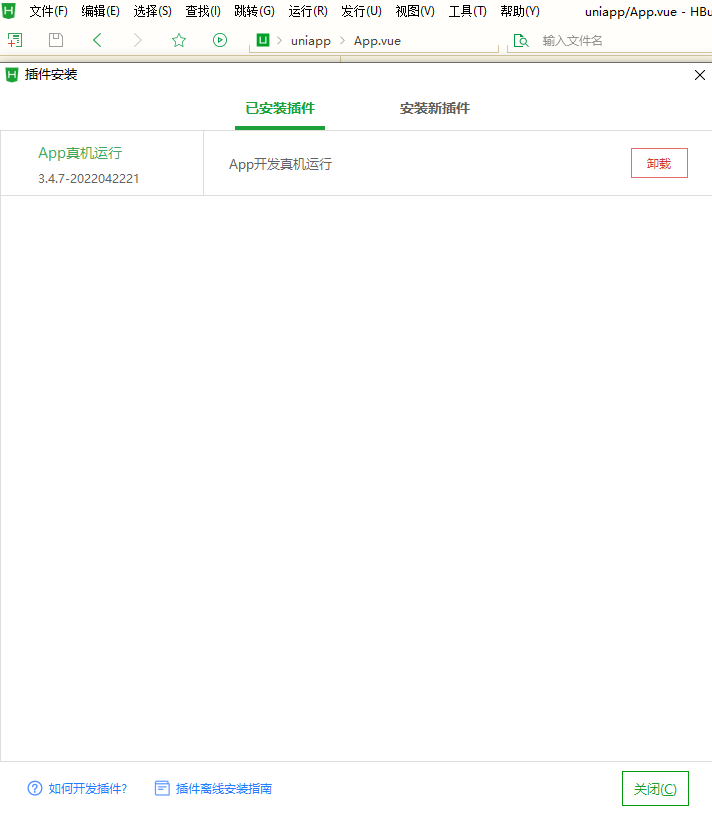 文件(F) 编辑(E) 选择(S) 查找(I) 跳转(G) 运行(R) 发行(U) 视图(V) 工具(T) 帮助(Y) uniapp/App.vue - HBu
uniapp App.vue 输入文件名
插件安装
已安装插件 安装新插件
App真机运行
3.4.7-2022042221
App开发真机运行
卸载
如何开发插件? 插件离线安装指南 关闭(C)